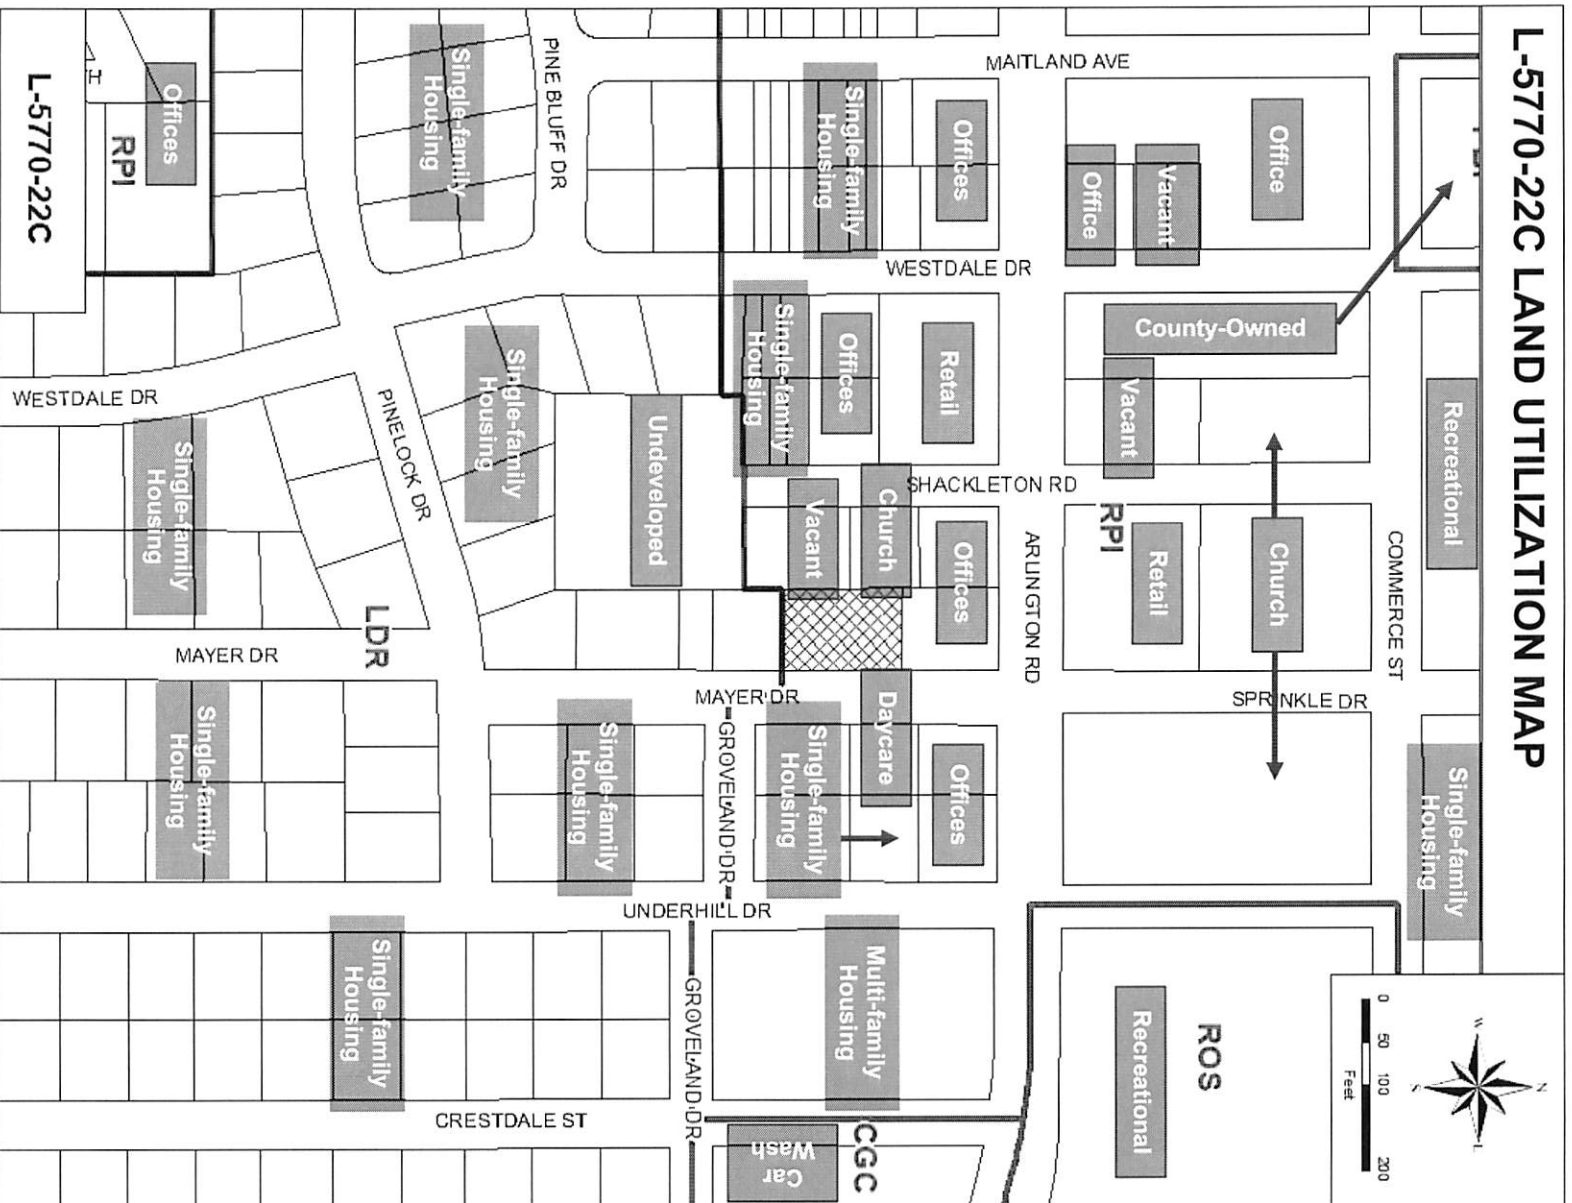 L-5770-22C LAND UTILIZATION MAP
MAITLAND AVE
Office
Vacant
Office
Offices
Single-family
Housing
PINE BLUFF DR
Single-family
Housing
Offices
RPI
L-5770-22C
WESTDALE DR
County-Owned
Recreational
Vacant
Retail
Offices
Single-family
Housing
SHACKLETON RD
RPI
Church
Retail
COMMERCE ST
ARLINGTON RD
Church
Vacant
Offices
Undeveloped
Single-family
Housing
PINELOCK DR
WESTDALE DR
Single-family
Housing
LDR
MAYER DR
MAYER DR
SPRINKLE DR
Daycare
Offices
Single-family
Housing
GROVELAND DR
Single-family
Housing
Single-family
Housing
Single-family
Housing
UNDERHILL DR
Multi-family
Housing
GROVELAND DR
Single-family
Housing
CRESTDALE ST
ROS
Recreational
CGC
Car
Wash
N
S
0 50 100 200
Feet